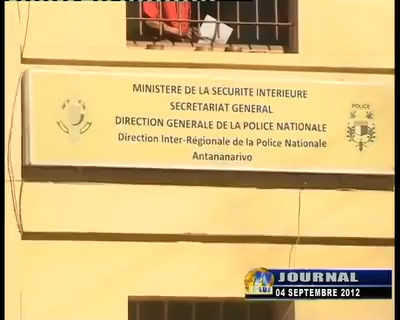 MINISTERE DE LA SECURITE INTERIEURE
SECRETARIAT GENERAL
DIRECTION GENERALE DE LA POLICE NATIONALE
Direction Inter-Régionale de la Police Nationale
Antananarivo
POLICE
JOURNAL
04 SEPTEMBRE 2012